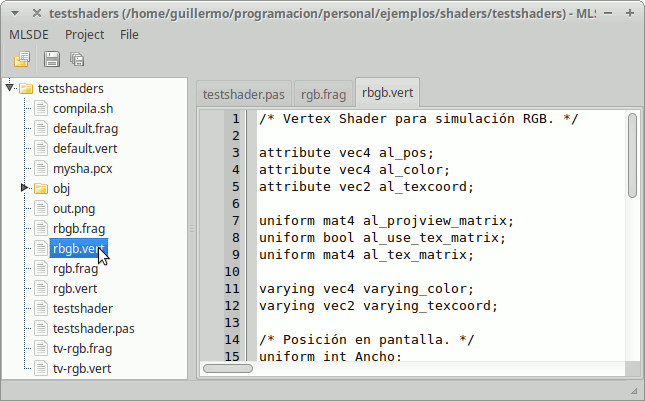 testshaders (/home/guillermo/programacion/personal/ejemplos/shaders/testshaders) - MLS
MLSDE Project File
testshaders
compila.sh
default.frag
default.vert
mysha.pcx
obj
out.png
rbgb.frag
rbgb.vert
rgb.frag
rgb.vert
testshader
testshader.pas
tv-rgb.frag
tv-rgb.vert
testshader.pas rgb.frag rbgb.vert
1 /* Vertex Shader para simulación RGB. */
2
3 attribute vec4 al_pos;
4 attribute vec4 al_color;
5 attribute vec2 al_texcoord;
6
7 uniform mat4 al_projview_matrix;
8 uniform bool al_use_tex_matrix;
9 uniform mat4 al_tex_matrix;
10
11 varying vec4 varying_color;
12 varying vec2 varying_texcoord;
13
14 /* Posición en pantalla. */
15 uniform int Ancho;